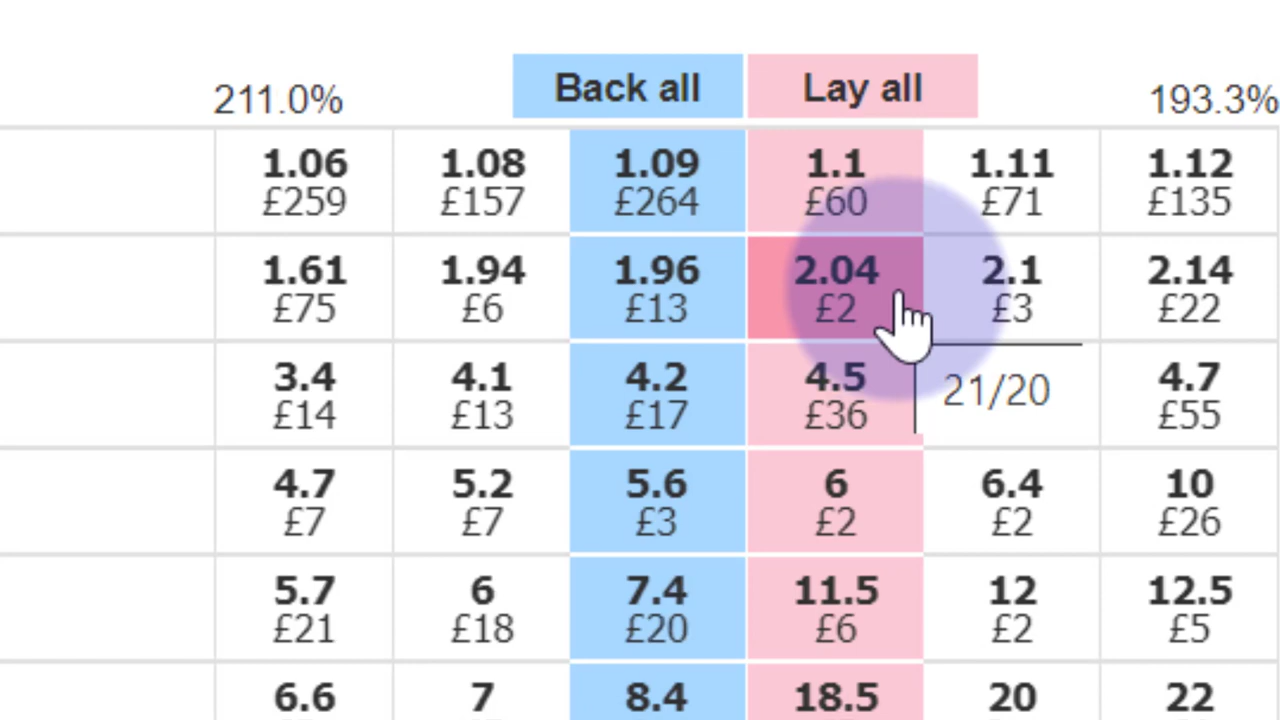 211.0% Back all Lay all 193.3%
1.06 1.08 1.09 1.1 1.11 1.12
£259 £157 £264 £60 £71 £135
1.61 1.94 1.96 2.04 2.1 2.14
£75 £6 £13 £2 £3 £22
3.4 4.1 4.2 4.5 21/20 4.7
£14 £13 £17 £36 £55
4.7 5.2 5.6 6 6.4 10
£7 £7 £3 £2 £2 £26
5.7 6 7.4 11.5 12 12.5
£21 £18 £20 £6 £2 £5
6.6 7 8.4 18.5 20 22